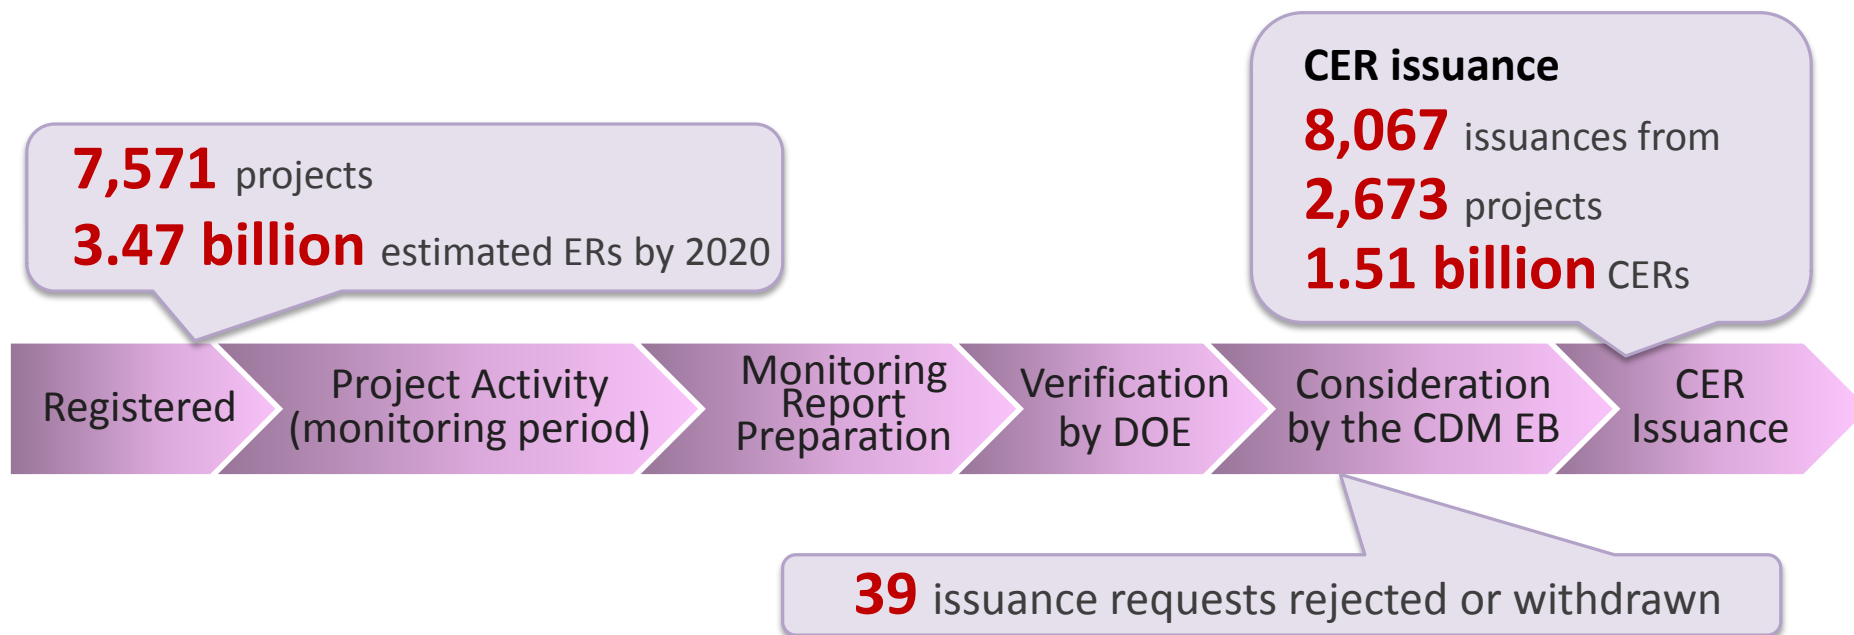 7,571 projects
3.47 billion estimated ERs by 2020
CER issuance
8,067 issuances from
2,673 projects
1.51 billion CERs
Registered
Project Activity
(monitoring period)
Monitoring
Report
Preparation
Verification
by DOE
Consideration
by the CDM EB
CER
Issuance
39 issuance requests rejected or withdrawn